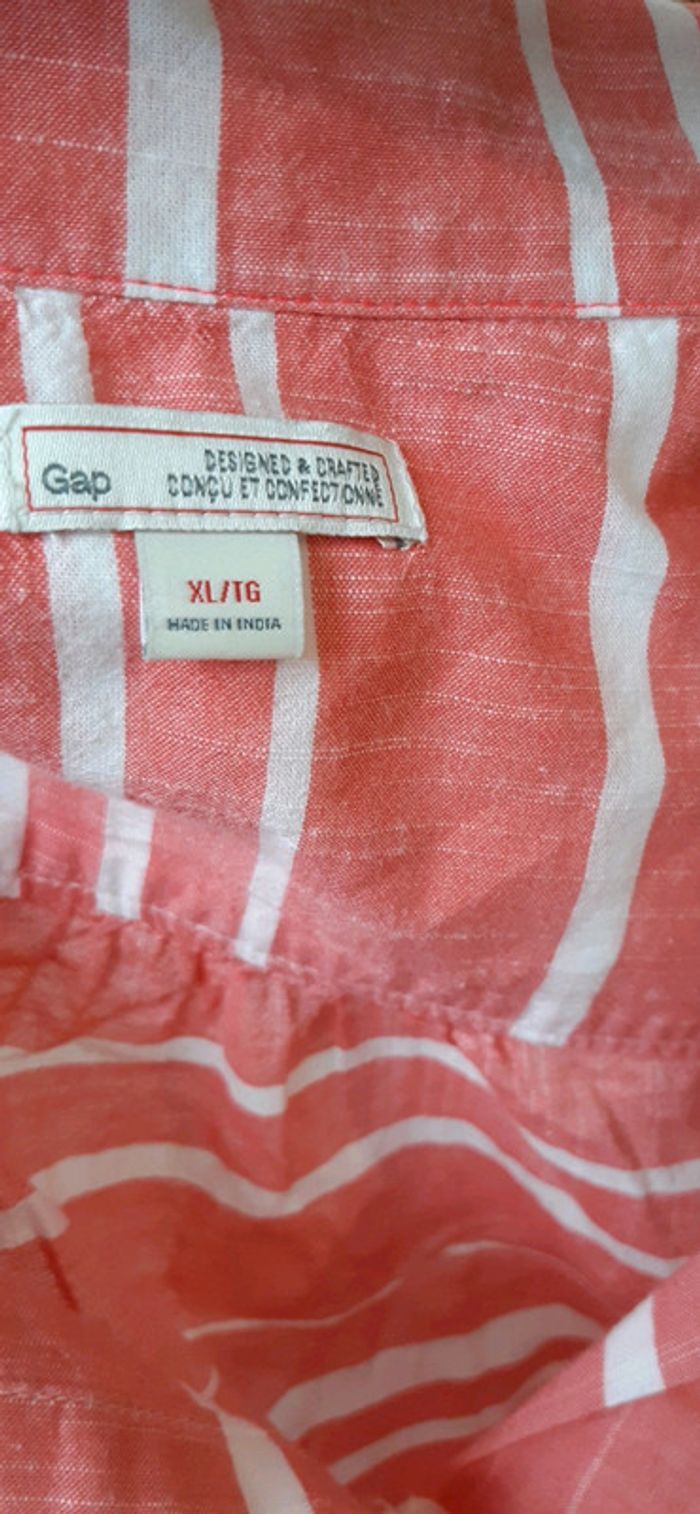 Gap
DESIGNED & CRAFTED
CONÇU ET CONFECTIONNÉ
XL/TG
MADE IN INDIA